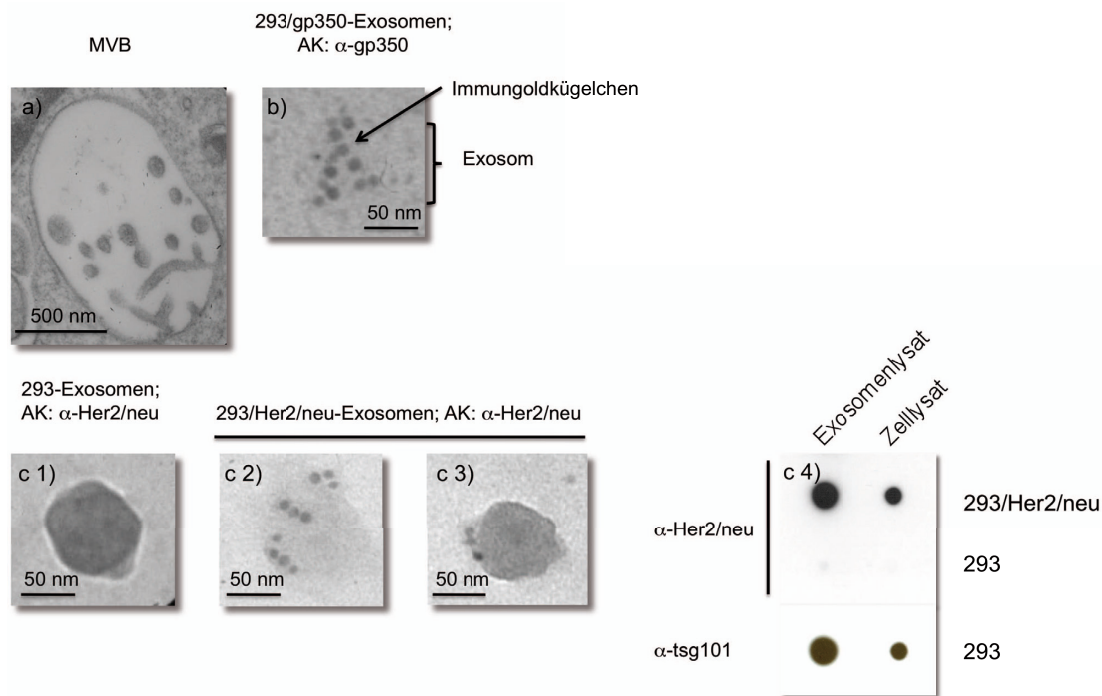 MVB
293/gp350-Exosomen;
AK: α-gp350
a)
b)
Immungoldkügelchen
Exosom
50 nm
500 nm
293-Exosomen;
AK: α-Her2/neu
293/Her2/neu-Exosomen; AK: α-Her2/neu
Exosomenlysat
Zelllysat
c 1)
c 2)
c 3)
c 4)
50 nm
50 nm
50 nm
α-Her2/neu
293/Her2/neu
293
α-tsg101
293